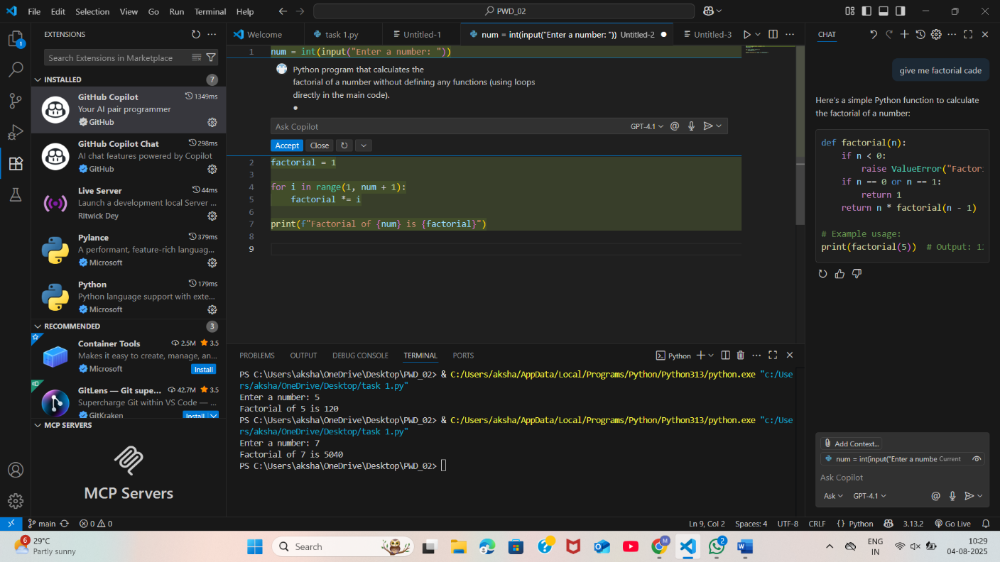 File Edit Selection View Go Run Terminal Help
PWD_02
EXTENSIONS
Search Extensions in Marketplace
INSTALLED 7
GitHub Copilot 1349ms
Your AI pair programmer
GitHub
GitHub Copilot Chat 298ms
AI chat features powered by Copilot
GitHub
Live Server 44ms
Launch a development local Server ...
Ritwick Dey
Pylance 379ms
A performant, feature-rich languag...
Microsoft
Python 179ms
Python language support with exte...
Microsoft
RECOMMENDED 3
Container Tools 2.5M 3.5
Makes it easy to create, manage, an...
Microsoft Install
GitLens — Git supe... 42.7M 3.5
Supercharge Git within VS Code — ...
GitKraken Install
MCP SERVERS
MCP Servers
Welcome task 1.py Untitled-1 num = int(input("Enter a number: ")) Untitled-2 Untitled-3
1 num = int(input("Enter a number: "))
Python program that calculates the
factorial of a number without defining any functions (using loops
directly in the main code).
Ask Copilot GPT-4.1
Accept Close
2 factorial = 1
3
4 for i in range(1, num + 1):
5 factorial *= i
6
7 print(f"Factorial of {num} is {factorial}")
8
9
PROBLEMS OUTPUT DEBUG CONSOLE TERMINAL PORTS
Python
PS C:\Users\aksha\OneDrive\Desktop\PWD_02> & C:/Users/aksha/AppData/Local/Programs/Python/Python313/python.exe "c:/Use
rs/aksha/OneDrive/Desktop/task 1.py"
Enter a number: 5
Factorial of 5 is 120
PS C:\Users\aksha\OneDrive\Desktop\PWD_02> & C:/Users/aksha/AppData/Local/Programs/Python/Python313/python.exe "c:/Use
rs/aksha/OneDrive/Desktop/task 1.py"
Enter a number: 7
Factorial of 7 is 5040
PS C:\Users\aksha\OneDrive\Desktop\PWD_02>
CHAT
give me factorial cade
Here's a simple Python function to calculate
the factorial of a number:
def factorial(n):
if n < 0:
raise ValueError("Factor
if n == 0 or n == 1:
return 1
return n * factorial(n - 1)
# Example usage:
print(factorial(5)) # Output: 1
Add Context...
num = int(input("Enter a numbe Current
Ask Copilot
Ask GPT-4.1
1
main 0 0 Ln 9, Col 2 Spaces: 4 UTF-8 CRLF {} Python 3.13.2 Go Live
6 29°C
Partly sunny
Search
M
2
ENG
IN
10:29
04-08-2025